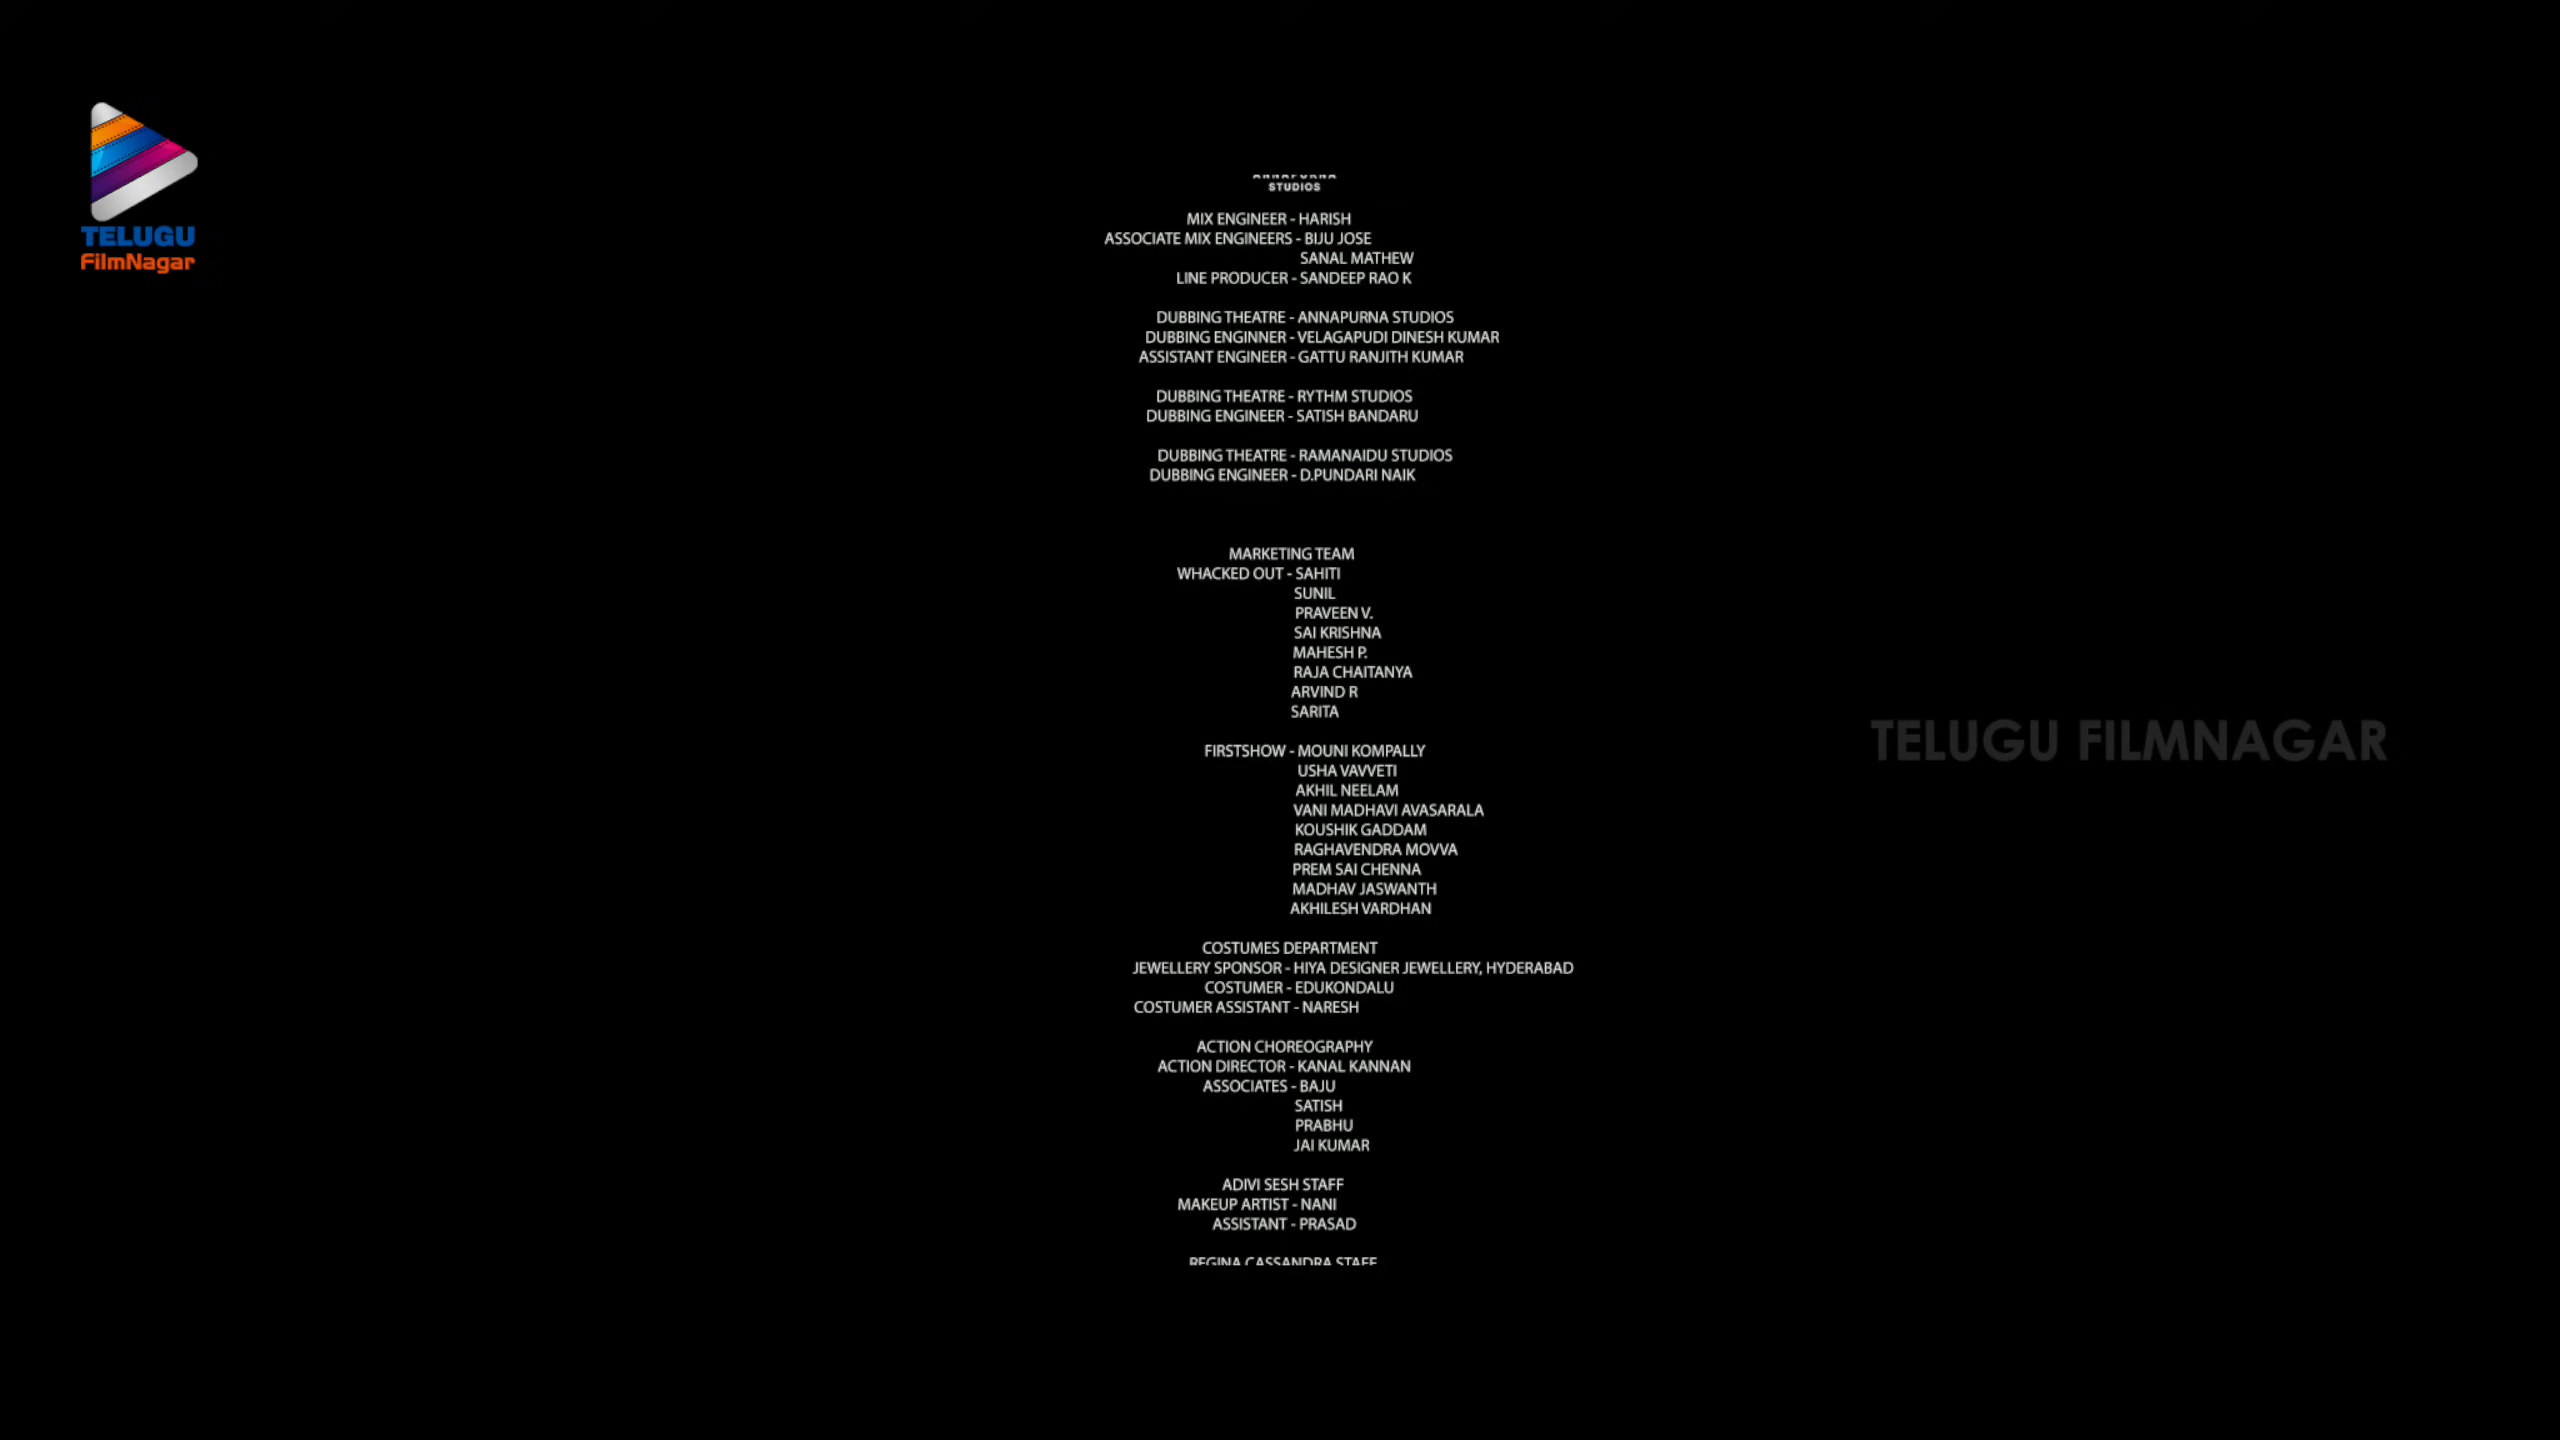 TELUGU
FilmNagar
ANNAPURNA
STUDIOS
MIX ENGINEER - HARISH
ASSOCIATE MIX ENGINEERS - BIJU JOSE
SANAL MATHEW
LINE PRODUCER - SANDEEP RAO K
DUBBING THEATRE - ANNAPURNA STUDIOS
DUBBING ENGINNER - VELAGAPUDI DINESH KUMAR
ASSISTANT ENGINEER - GATTU RANJITH KUMAR
DUBBING THEATRE - RYTHM STUDIOS
DUBBING ENGINEER - SATISH BANDARU
DUBBING THEATRE - RAMANAIDU STUDIOS
DUBBING ENGINEER - D.PUNDARI NAIK
MARKETING TEAM
WHACKED OUT - SAHITI
SUNIL
PRAVEEN V.
SAI KRISHNA
MAHESH P.
RAJA CHAITANYA
ARVIND R
SARITA
FIRSTSHOW - MOUNI KOMPALLY
USHA VAVVETI
AKHIL NEELAM
VANI MADHAVI AVASARALA
KOUSHIK GADDAM
RAGHAVENDRA MOVVA
PREM SAI CHENNA
MADHAV JASWANTH
AKHILESH VARDHAN
COSTUMES DEPARTMENT
JEWELLERY SPONSOR - HIYA DESIGNER JEWELLERY, HYDERABAD
COSTUMER - EDUKONDALU
COSTUMER ASSISTANT - NARESH
ACTION CHOREOGRAPHY
ACTION DIRECTOR - KANAL KANNAN
ASSOCIATES - BAJU
SATISH
PRABHU
JAI KUMAR
ADIVI SESH STAFF
MAKEUP ARTIST - NANI
ASSISTANT - PRASAD
REGINA CASSANDRA STAFF
TELUGU FILMNAGAR